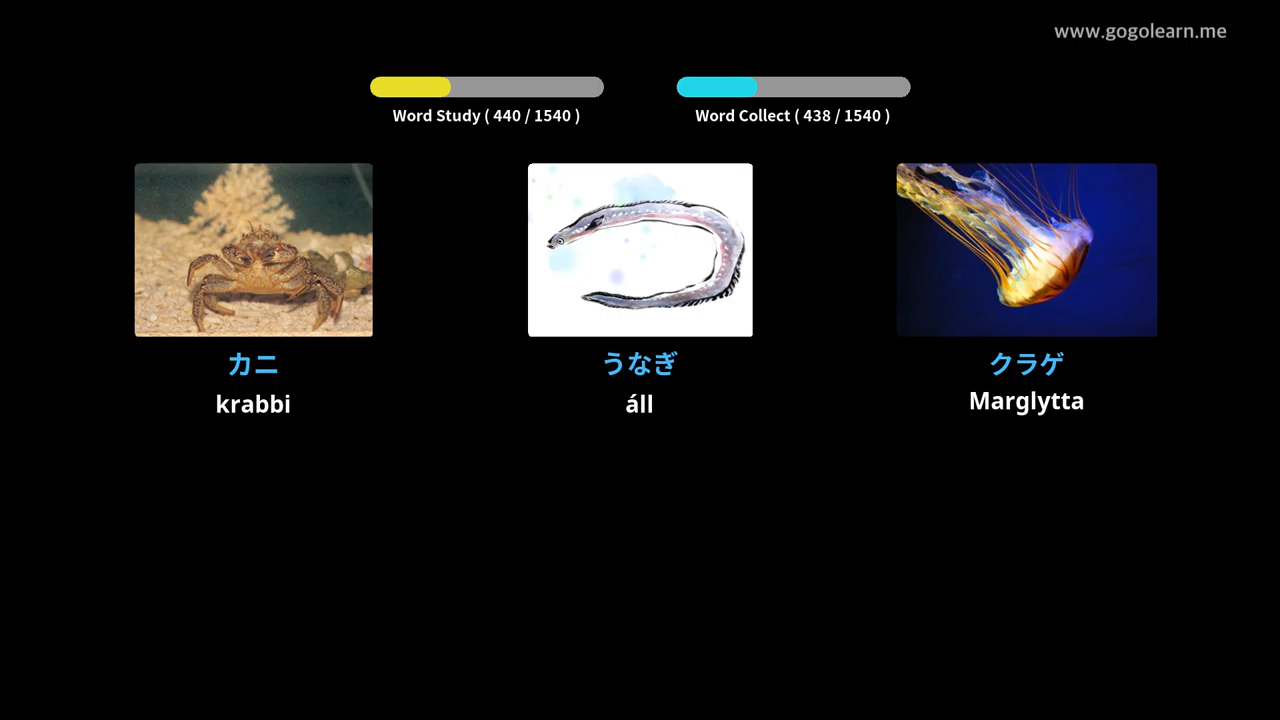 www.gogolearn.me
Word Study ( 440 / 1540 )
Word Collect ( 438 / 1540 )
カニ
うなぎ
クラゲ
krabbi
áll
Marglytta